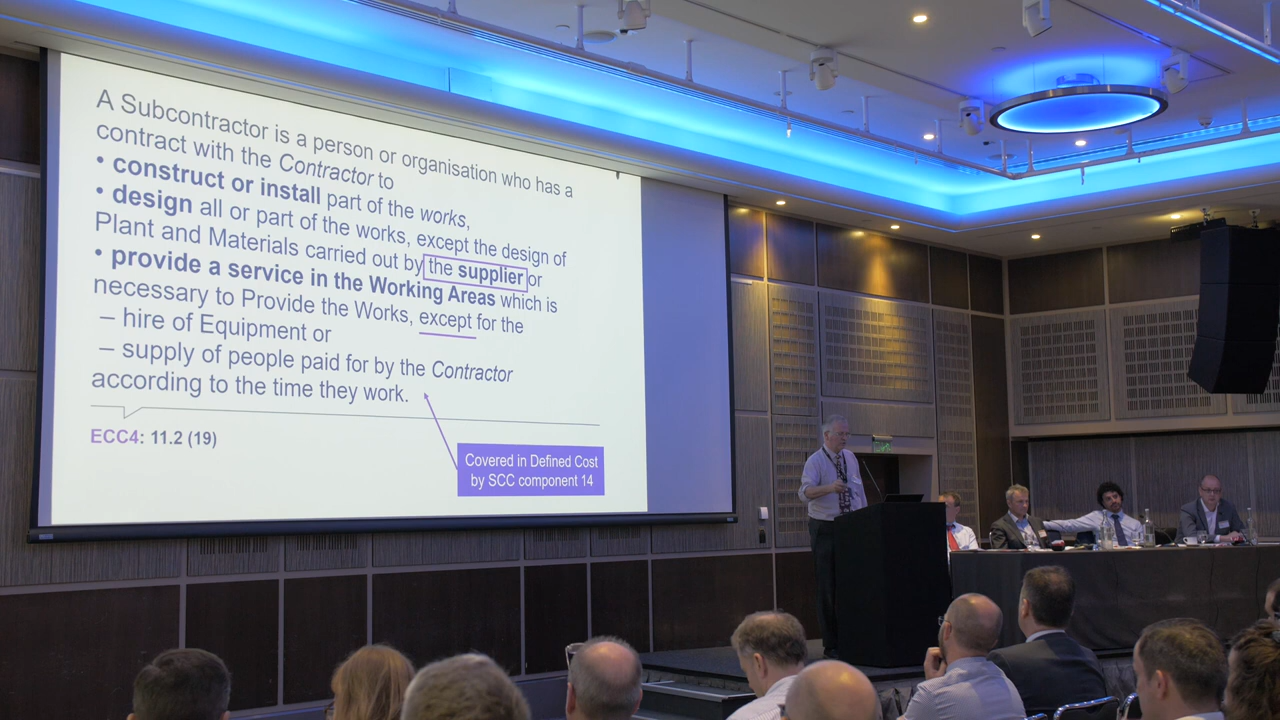 A Subcontractor is a person or organisation who has a
contract with the Contractor to
• construct or install part of the works,
• design all or part of the works, except the design of
Plant and Materials carried out by the supplier or
• provide a service in the Working Areas which is
necessary to Provide the Works, except for the
– hire of Equipment or
– supply of people paid for by the Contractor
according to the time they work.
ECC4: 11.2 (19)
Covered in Defined Cost
by SCC component 14